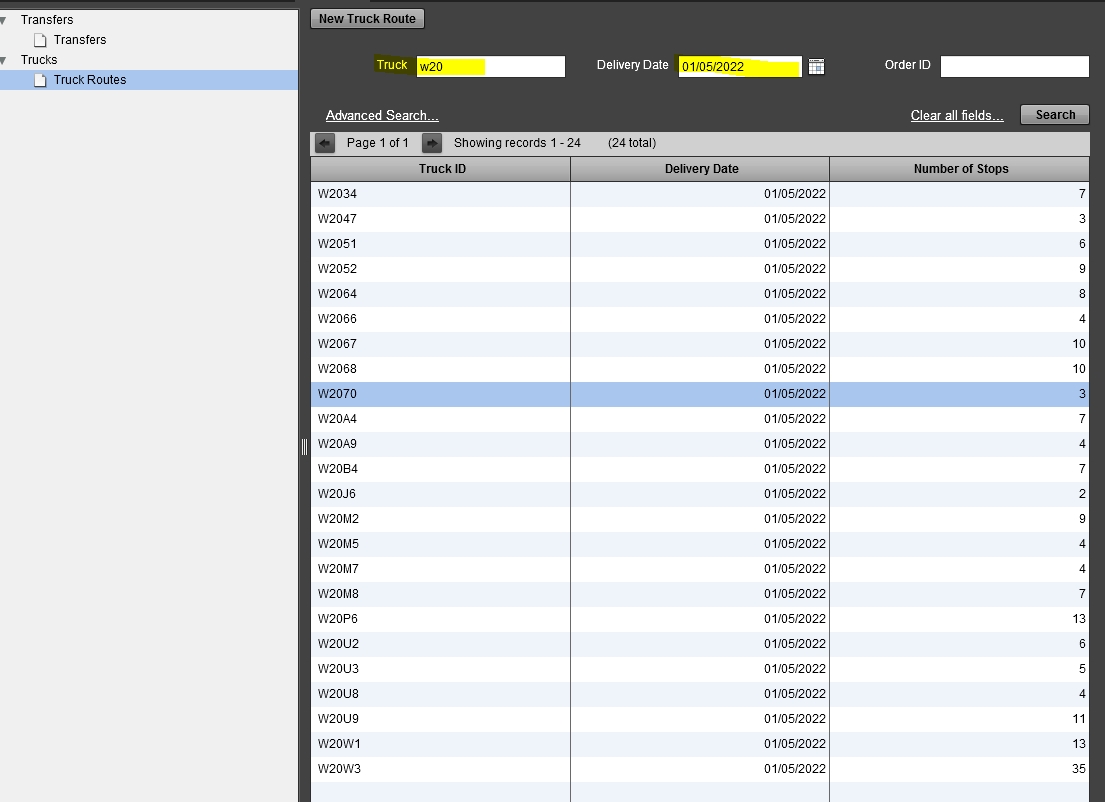 Transfers
Transfers
Trucks
Truck Routes
New Truck Route
Truck w20 Delivery Date 01/05/2022 Order ID
Advanced Search... Clear all fields... Search
Page 1 of 1 Showing records 1 - 24 (24 total)
Truck ID Delivery Date Number of Stops
W2034 01/05/2022 7
W2047 01/05/2022 3
W2051 01/05/2022 6
W2052 01/05/2022 9
W2064 01/05/2022 8
W2066 01/05/2022 4
W2067 01/05/2022 10
W2068 01/05/2022 10
W2070 01/05/2022 3
W20A4 01/05/2022 7
W20A9 01/05/2022 4
W20B4 01/05/2022 7
W20J6 01/05/2022 2
W20M2 01/05/2022 9
W20M5 01/05/2022 4
W20M7 01/05/2022 4
W20M8 01/05/2022 7
W20P6 01/05/2022 13
W20U2 01/05/2022 6
W20U3 01/05/2022 5
W20U8 01/05/2022 4
W20U9 01/05/2022 11
W20W1 01/05/2022 13
W20W3 01/05/2022 35